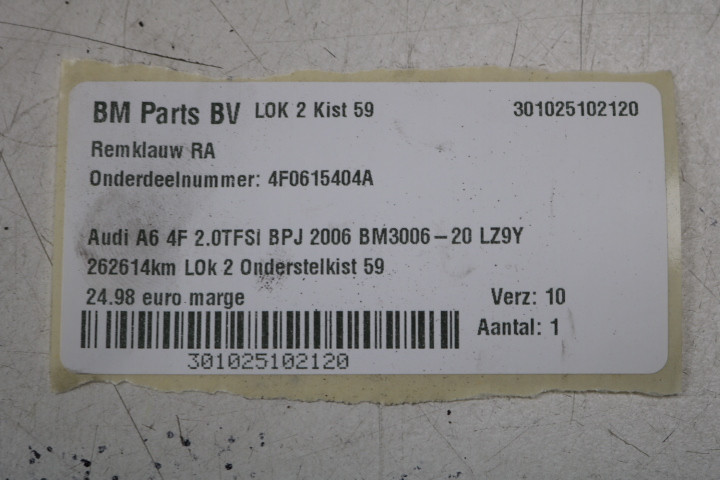 BM Parts BV LOK 2 Kist 59 301025102120
Remklauw RA
Onderdeelnummer: 4F0615404A
Audi A6 4F 2.0TFSI BPJ 2006 BM3006-20 LZ9Y
262614km LOk 2 Onderstelkist 59
24.98 euro marge Verz: 10
Aantal: 1
301025102120